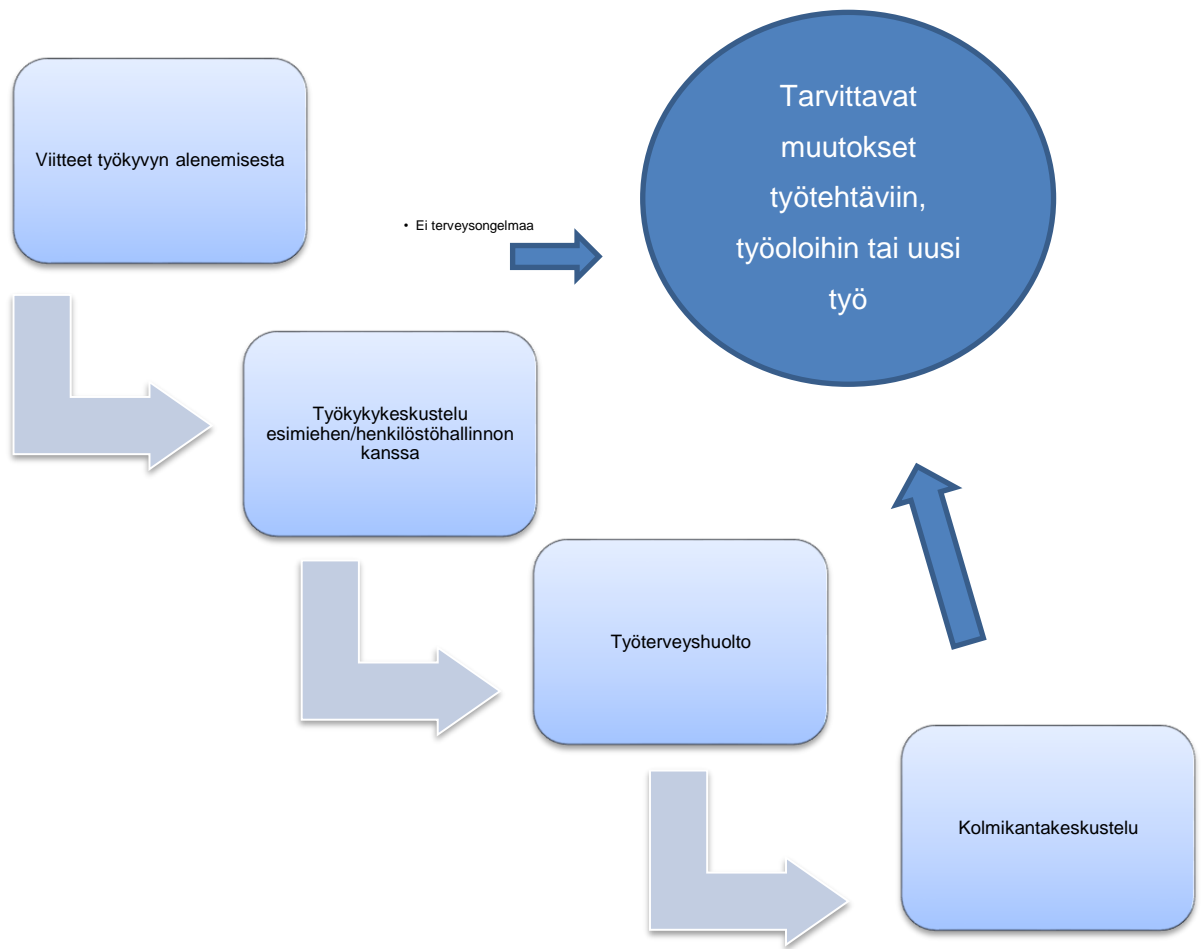 Viitteet työkyvyn alenemisesta
• Ei terveysongelmaa
Tarvittavat
muutokset
työtehtäviin,
työoloihin tai uusi
työ
Työkykykeskustelu
esimiehen/henkilöstöhallinnon
kanssa
Työterveyshuolto
Kolmikantakeskustelu